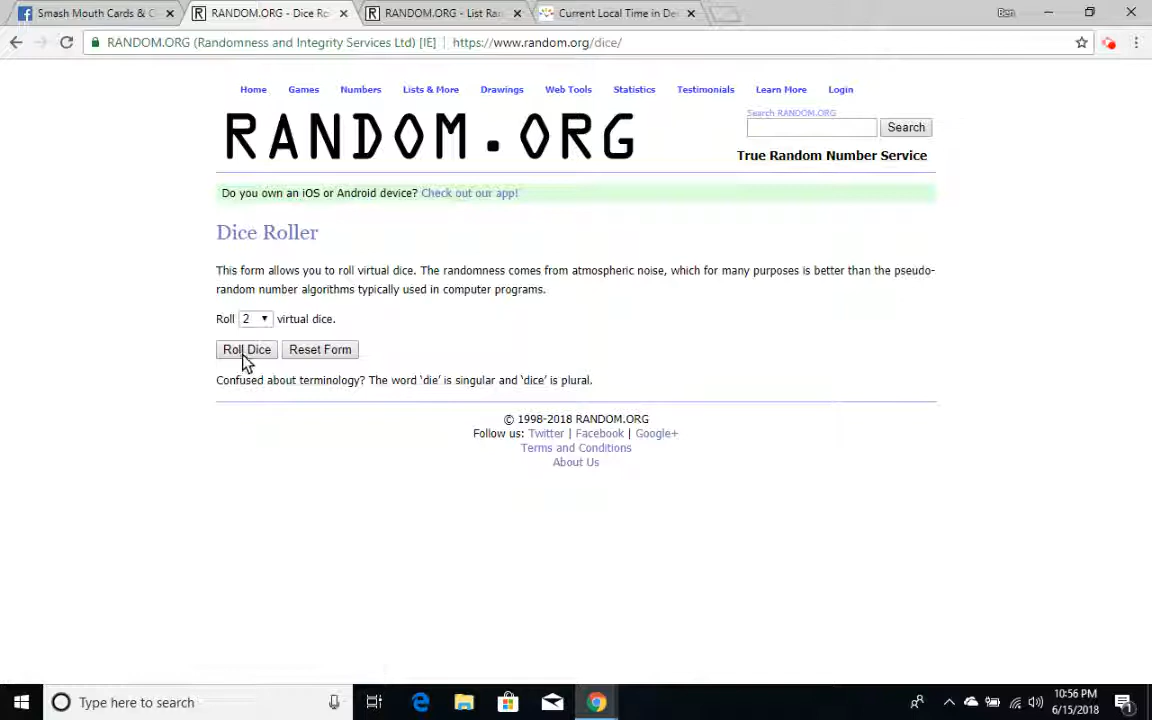 Smash Mouth Cards & C
RANDOM.ORG - Dice Ro
RANDOM.ORG - List Ran
Current Local Time in De
Ron
RANDOM.ORG (Randomness and Integrity Services Ltd) [IE]
https://www.random.org/dice/
Home Games Numbers Lists & More Drawings Web Tools Statistics Testimonials Learn More Login
RANDOM.ORG
Search RANDOM.ORG
Search
True Random Number Service
Do you own an iOS or Android device? Check out our app!
Dice Roller
This form allows you to roll virtual dice. The randomness comes from atmospheric noise, which for many purposes is better than the pseudo-
random number algorithms typically used in computer programs.
Roll 2 virtual dice.
Roll Dice Reset Form
Confused about terminology? The word ‘die’ is singular and ‘dice’ is plural.
© 1998-2018 RANDOM.ORG
Follow us: Twitter | Facebook | Google+
Terms and Conditions
About Us
Type here to search
10:56 PM
6/15/2018
1